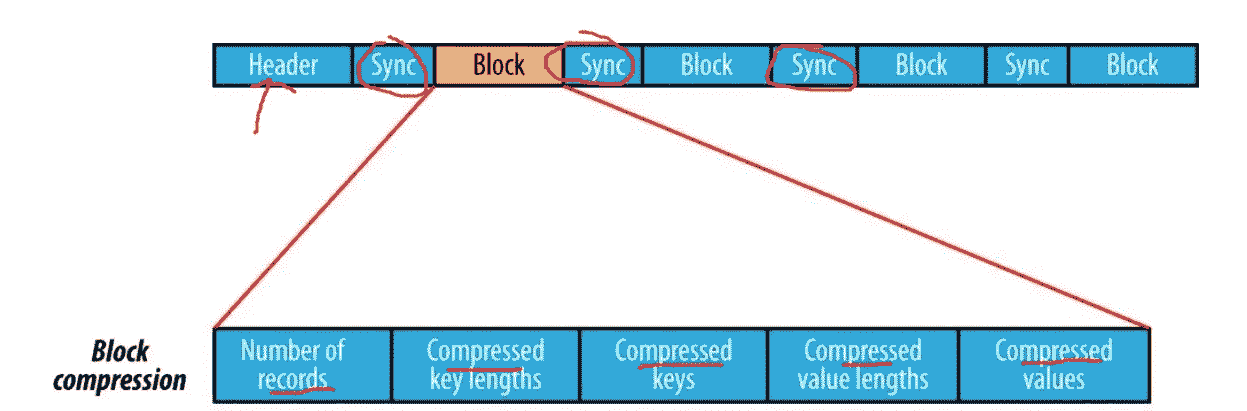 Header Sync Block Sync Block Sync Block Sync Block
Block
compression
Number of
records
Compressed
key lengths
Compressed
keys
Compressed
value lengths
Compressed
values